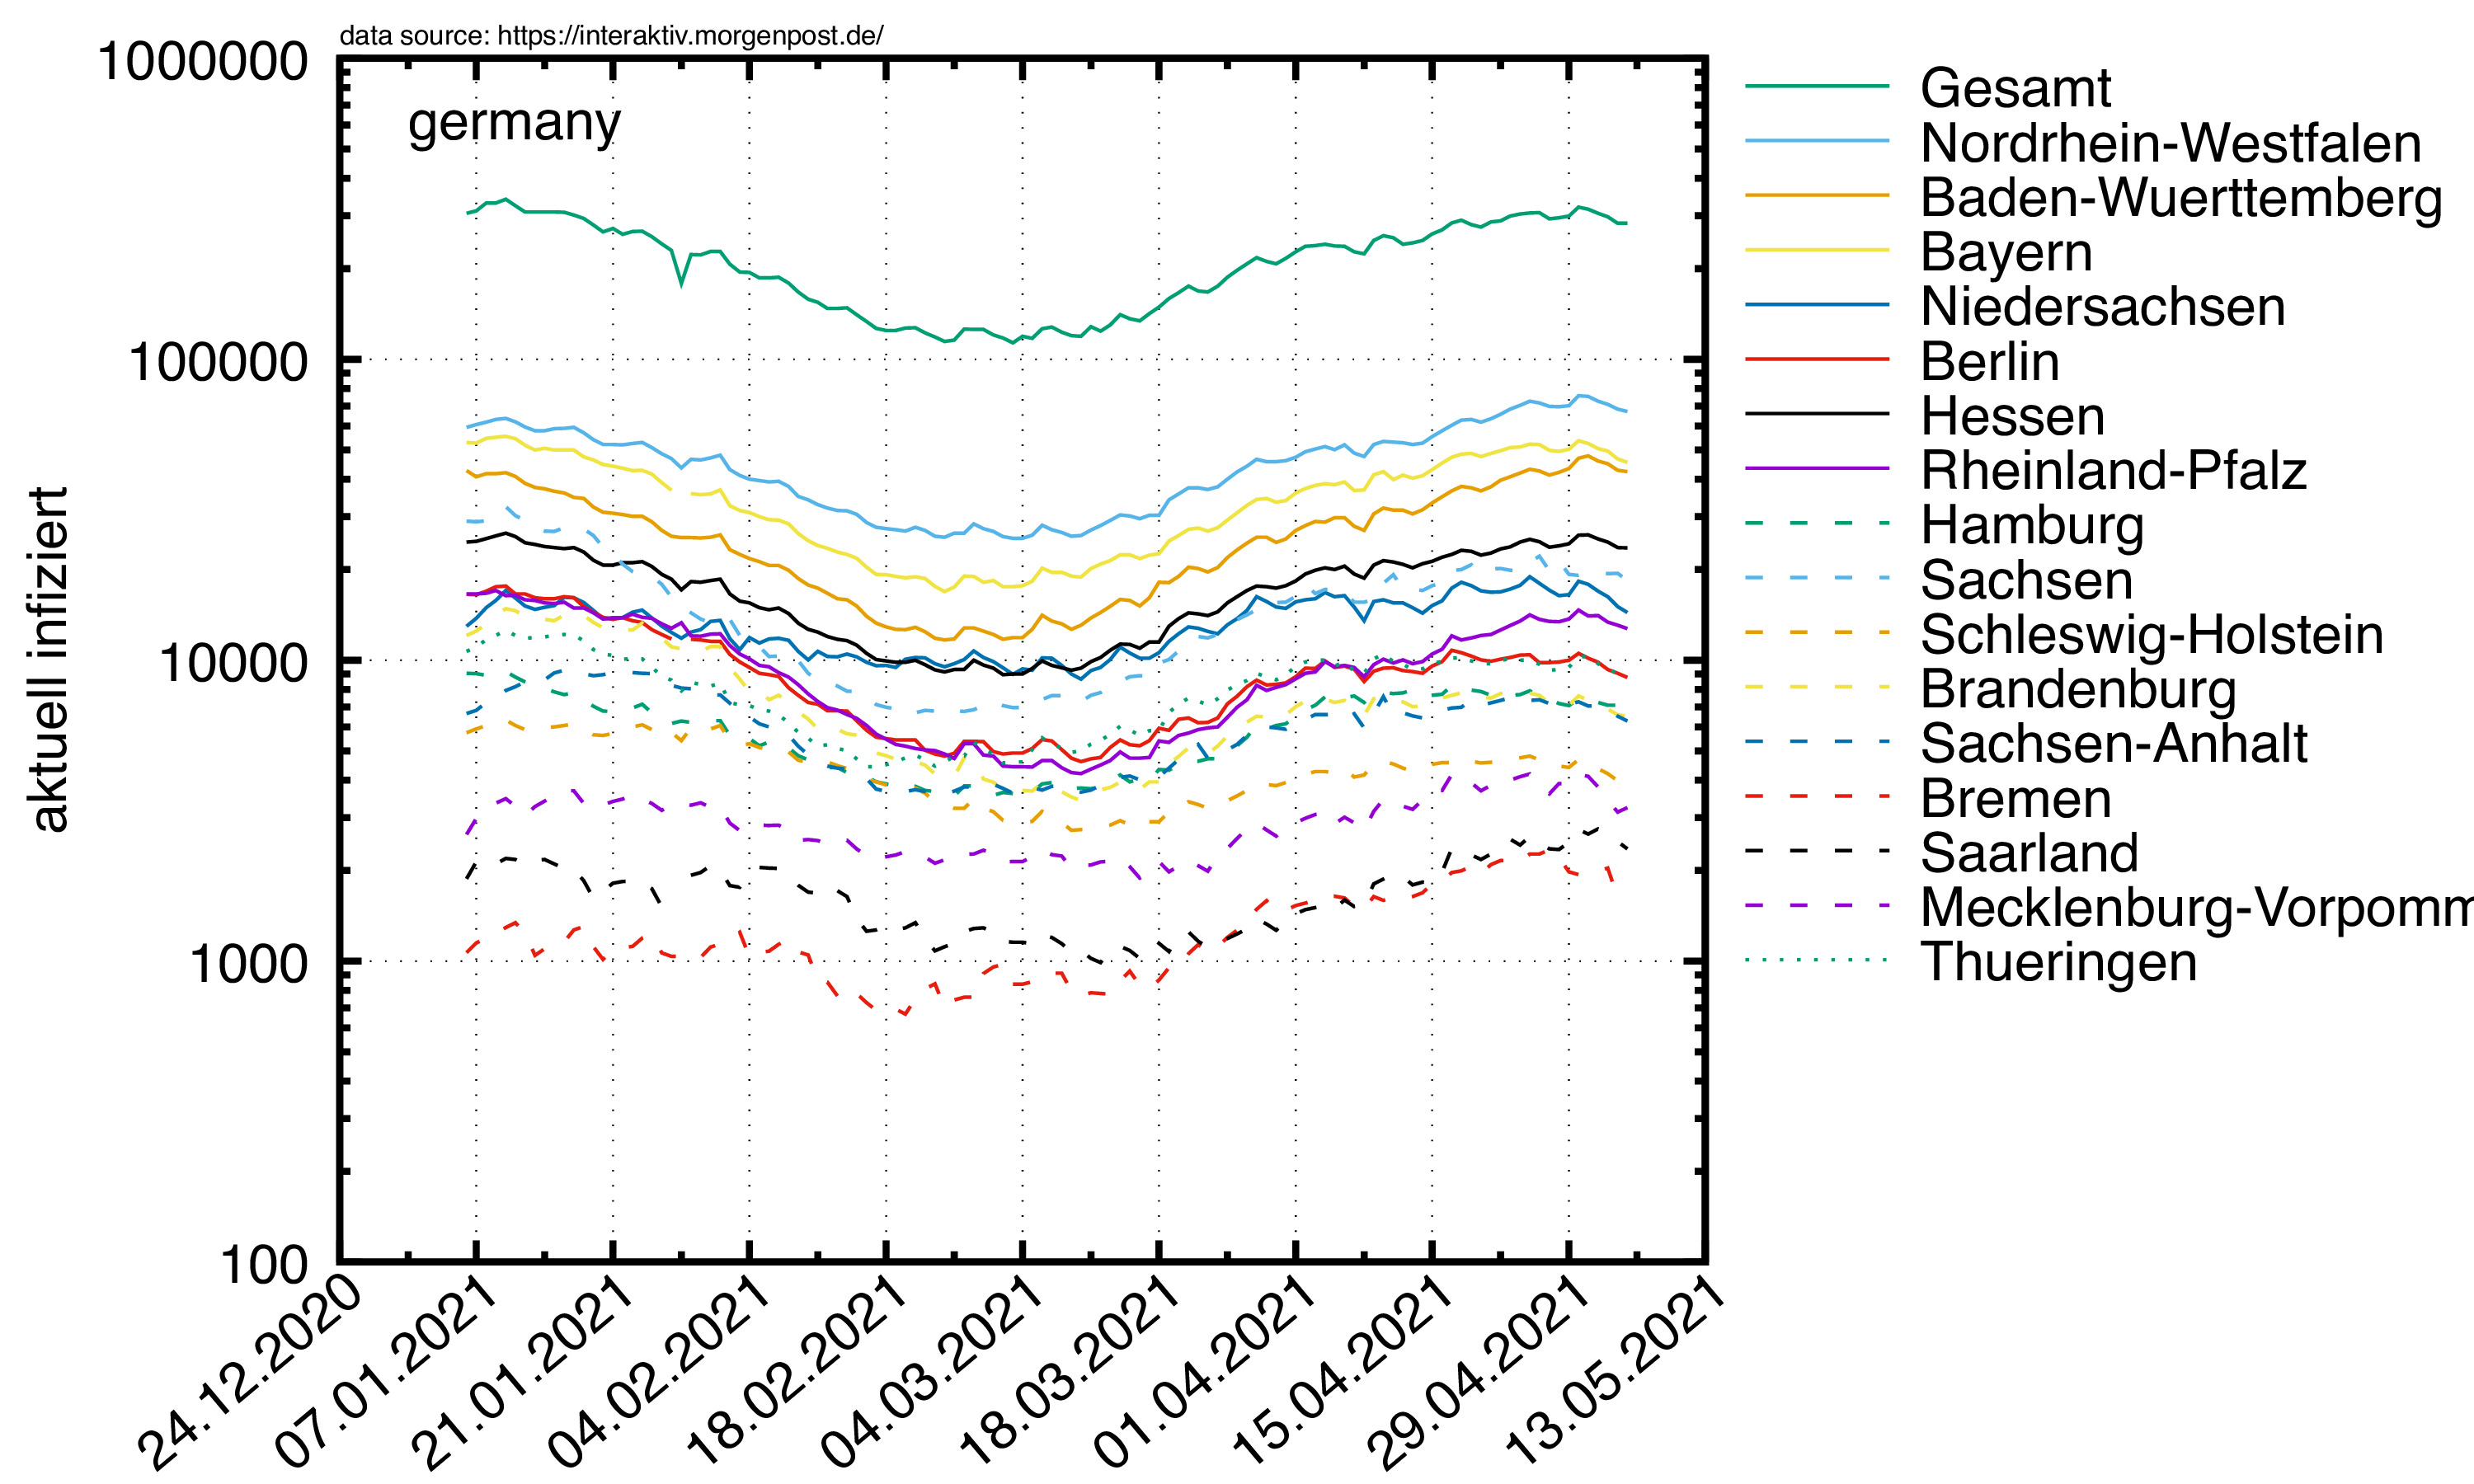 data source: https://interaktiv.morgenpost.de/
germany
aktuell infiziert
1000000
100000
10000
1000
100
24.12.2020
07.01.2021
21.01.2021
04.02.2021
18.02.2021
04.03.2021
18.03.2021
01.04.2021
15.04.2021
29.04.2021
13.05.2021
Gesamt
Nordrhein-Westfalen
Baden-Wuerttemberg
Bayern
Niedersachsen
Berlin
Hessen
Rheinland-Pfalz
Hamburg
Sachsen
Schleswig-Holstein
Brandenburg
Sachsen-Anhalt
Bremen
Saarland
Mecklenburg-Vorpomm
Thueringen